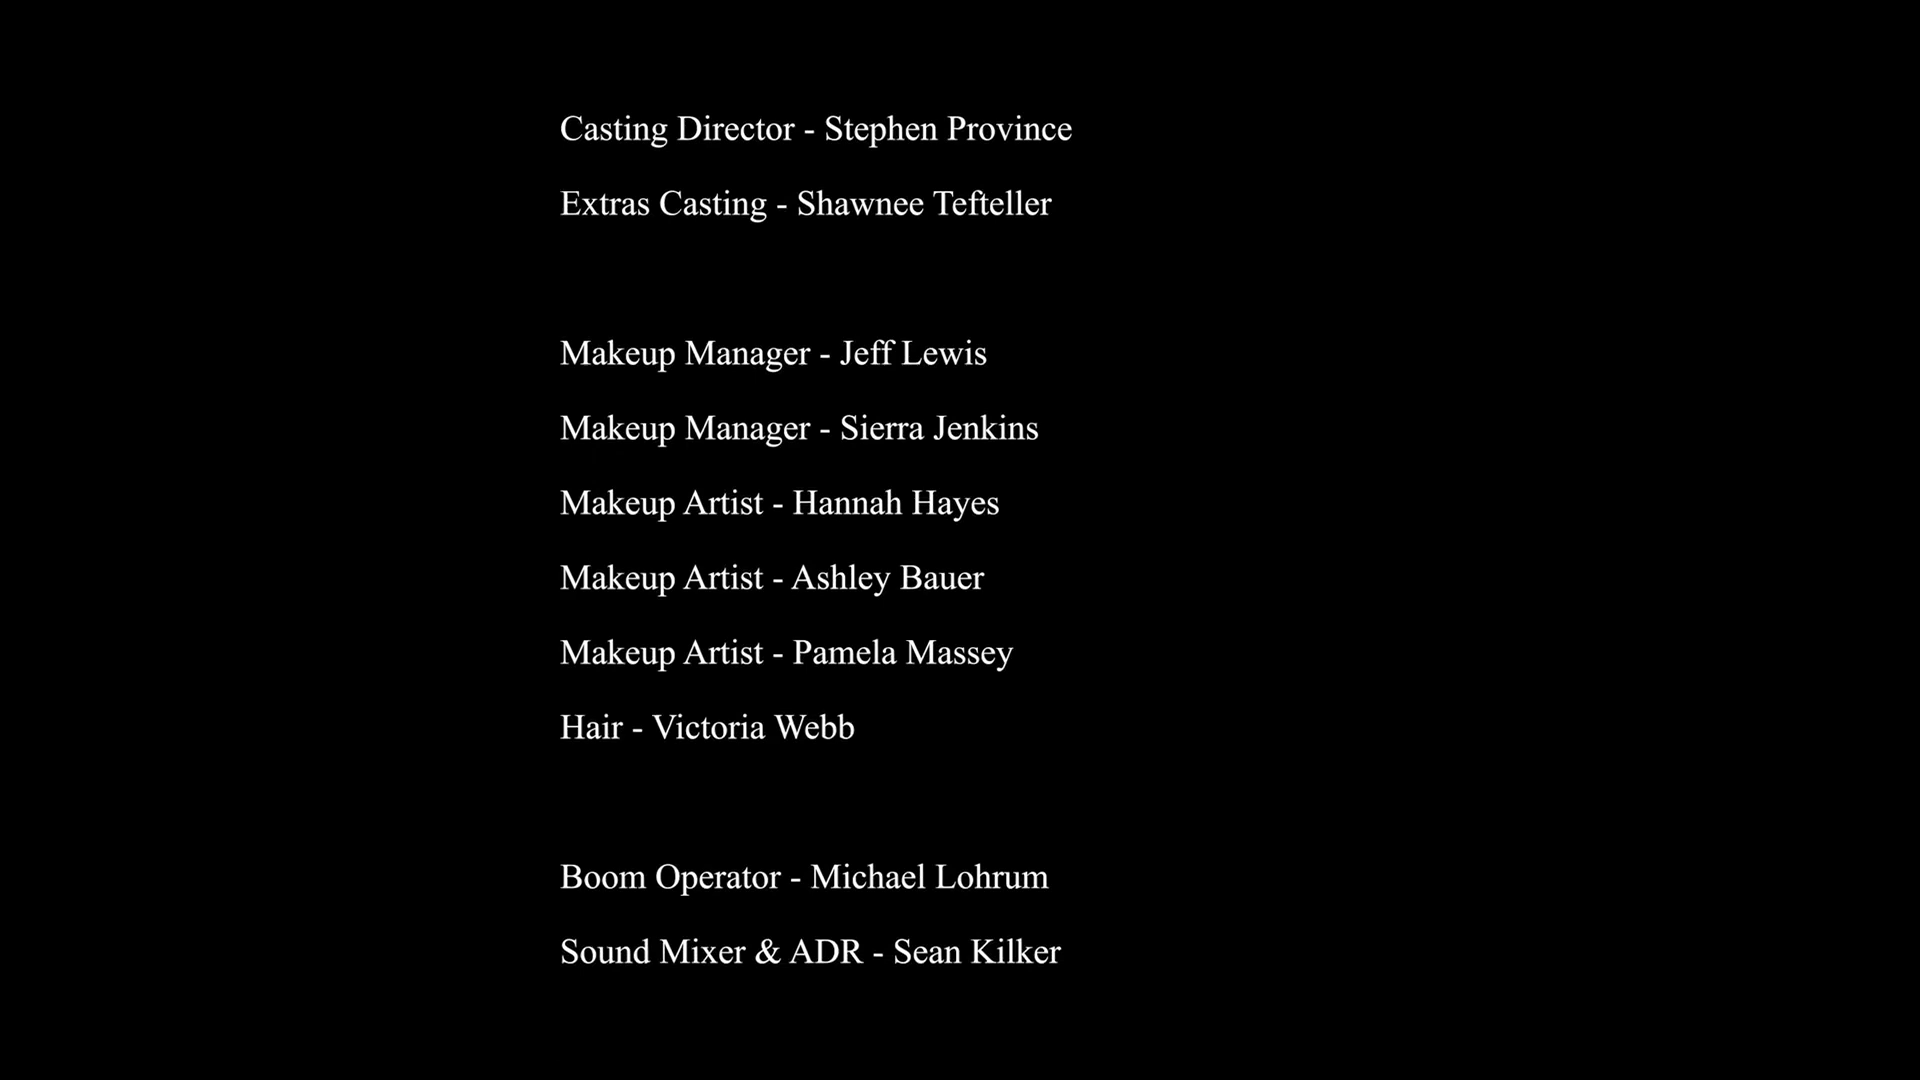 Casting Director - Stephen Province
Extras Casting - Shawnee Tefteller
Makeup Manager - Jeff Lewis
Makeup Manager - Sierra Jenkins
Makeup Artist - Hannah Hayes
Makeup Artist - Ashley Bauer
Makeup Artist - Pamela Massey
Hair - Victoria Webb
Boom Operator - Michael Lohrum
Sound Mixer & ADR - Sean Kilker